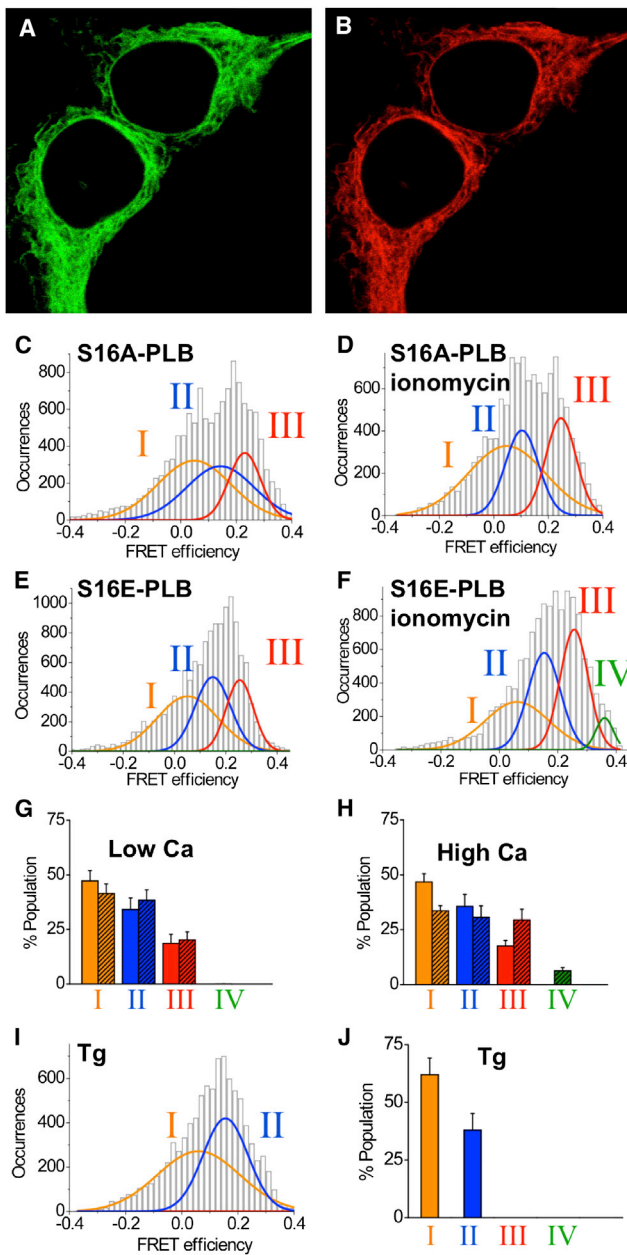 A
B
C
S16A-PLB
800
600
400
200
0
-0.4 -0.2 0.0 0.2 0.4
Occurrences
FRET efficiency
I
II
III
D
S16A-PLB
ionomycin
600
400
200
0
-0.4 -0.2 0.0 0.2 0.4
Occurrences
FRET efficiency
I
II
III
E
S16E-PLB
1000
800
600
400
200
0
-0.4 -0.2 0.0 0.2 0.4
Occurrences
FRET efficiency
I
II
III
F
S16E-PLB
ionomycin
800
600
400
200
0
-0.4 -0.2 0.0 0.2 0.4
Occurrences
FRET efficiency
I
II
III
IV
G
Low Ca
75
50
25
0
% Population
I II III IV
H
High Ca
75
50
25
0
% Population
I II III IV
I
Tg
600
400
200
0
-0.4 -0.2 0.0 0.2 0.4
Occurrences
FRET efficiency
I
II
J
Tg
75
50
25
0
% Population
I II III IV